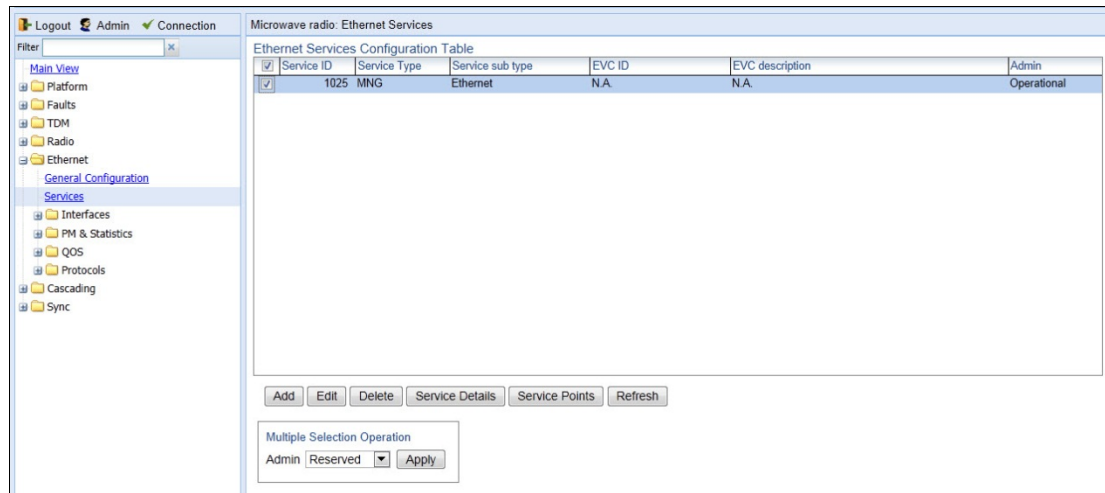 Logout Admin Connection
Filter
Main View
Platform
Faults
TDM
Radio
Ethernet
General Configuration
Services
Interfaces
PM & Statistics
QOS
Protocols
Cascading
Sync
Microwave radio: Ethernet Services
Ethernet Services Configuration Table
Service ID Service Type Service sub type EVC ID EVC description Admin
1025 MNG Ethernet N.A. N.A. Operational
Add Edit Delete Service Details Service Points Refresh
Multiple Selection Operation
Admin Reserved Apply